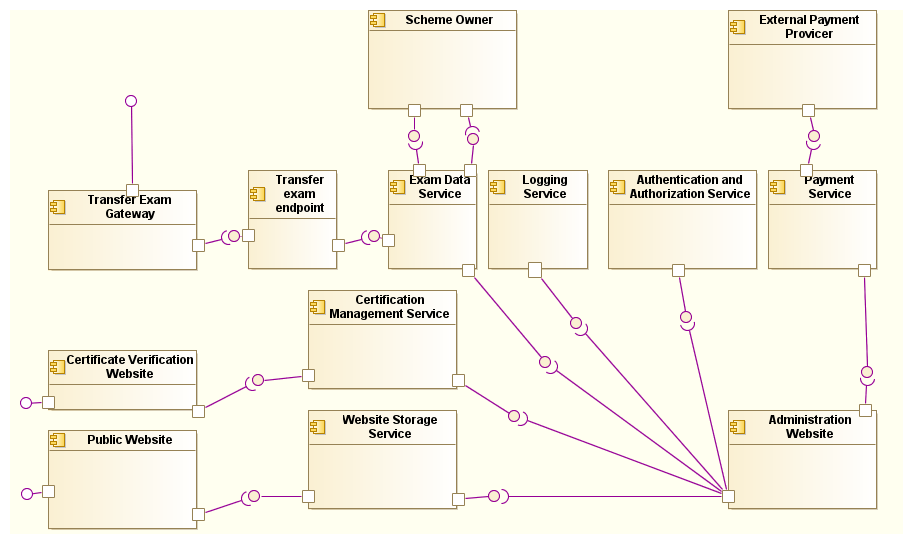 Scheme Owner
External Payment
Provicer
Transfer Exam
Gateway
Transfer
exam
endpoint
Exam Data
Service
Logging
Service
Authentication and
Authorization Service
Payment
Service
Certification
Management Service
Certificate Verification
Website
Public Website
Website Storage
Service
Administration
Website